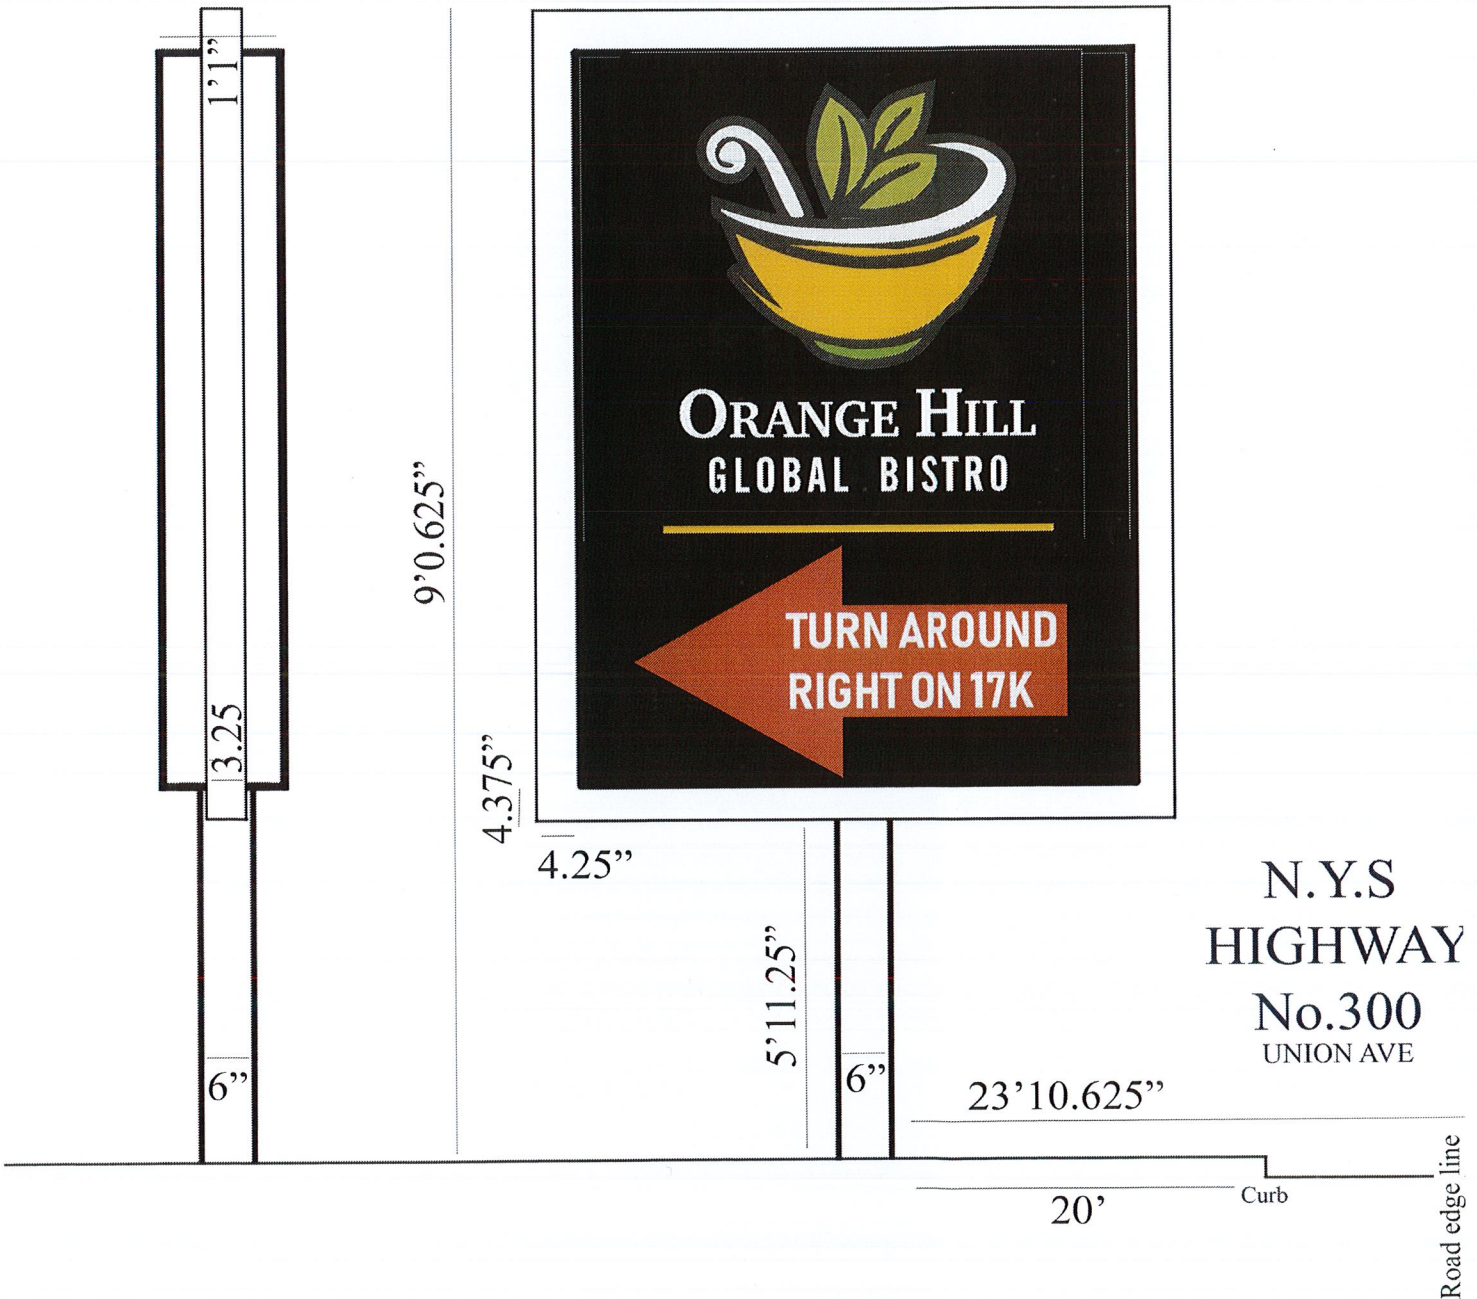 1’1”
3.25
6”
9’0.625”
4.375”
4.25”
ORANGE HILL
GLOBAL BISTRO
TURN AROUND
RIGHT ON 17K
5’11.25”
6”
N.Y.S
HIGHWAY
No.300
UNION AVE
23’10.625”
20’
Curb
Road edge line